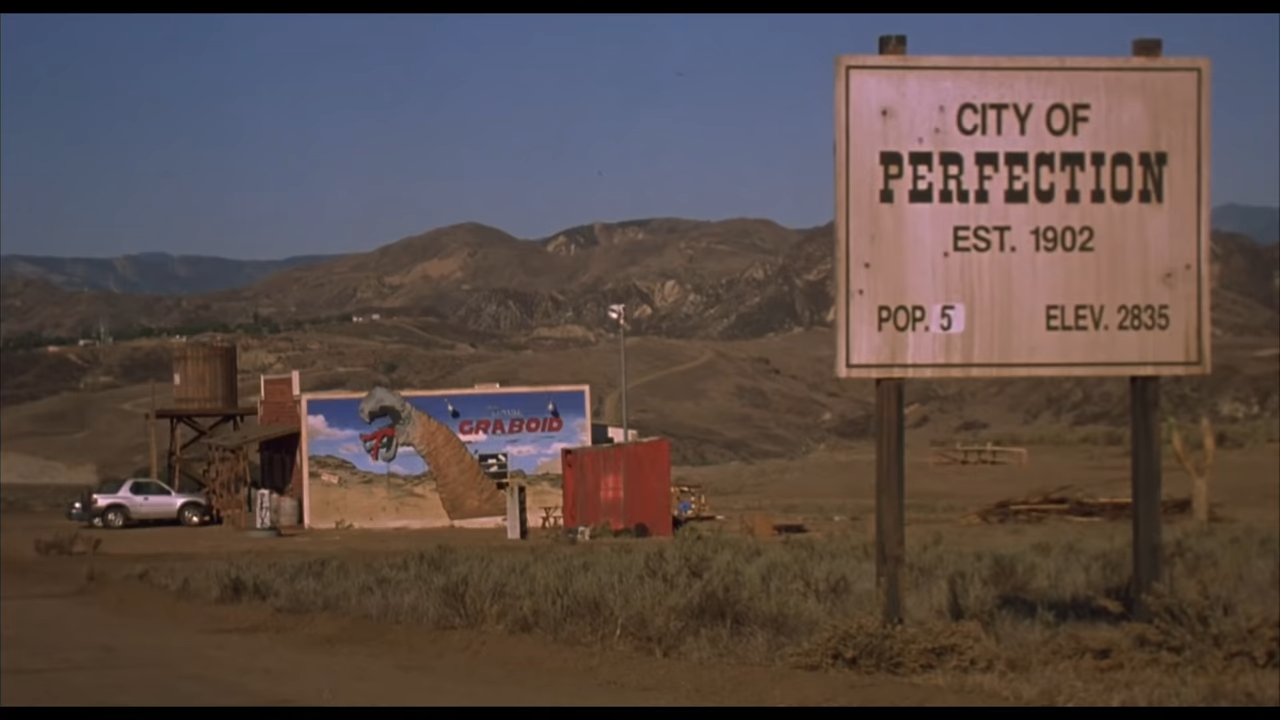 CITY OF
PERFECTION
EST. 1902
POP. 5 ELEV. 2835
GRABOID